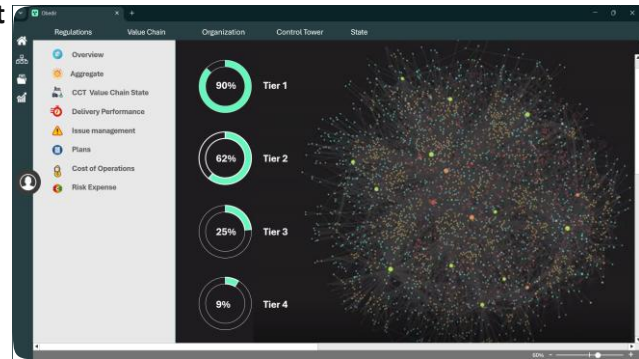 t
Regulations
Value Chain
Organization
Control Tower
State
Overview
Aggregate
CCT Value Chain State
Delivery Performance
Issue management
Plans
Cost of Operations
Risk Expense
90%
Tier 1
62%
Tier 2
25%
Tier 3
9%
Tier 4
60%